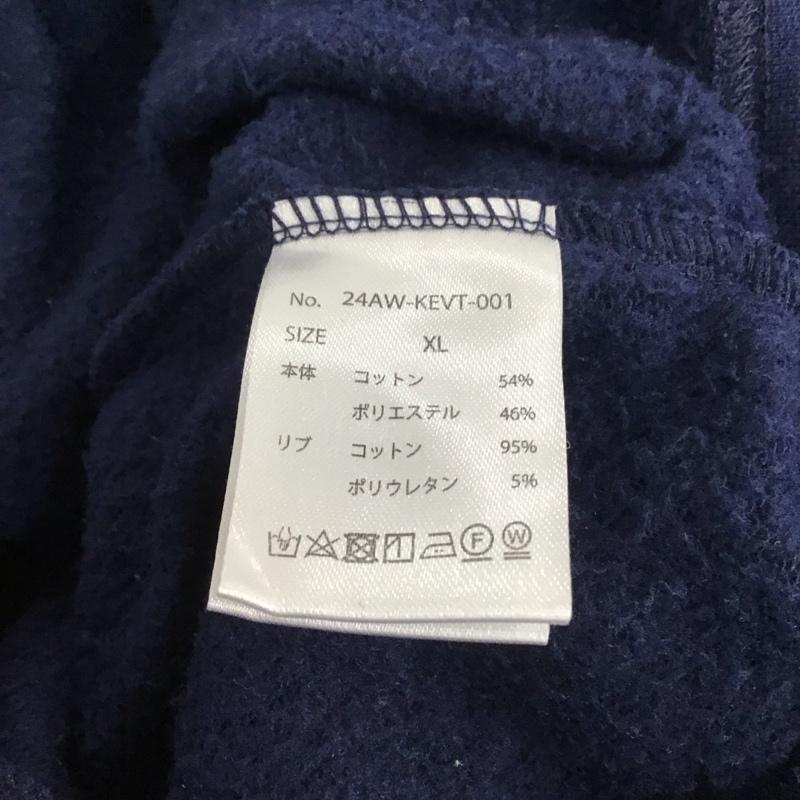 No. 24AW-KEVT-001
SIZE XL
本体 コットン 54%
ポリエステル 46%
リブ コットン 95%
ポリウレタン 5%
F W